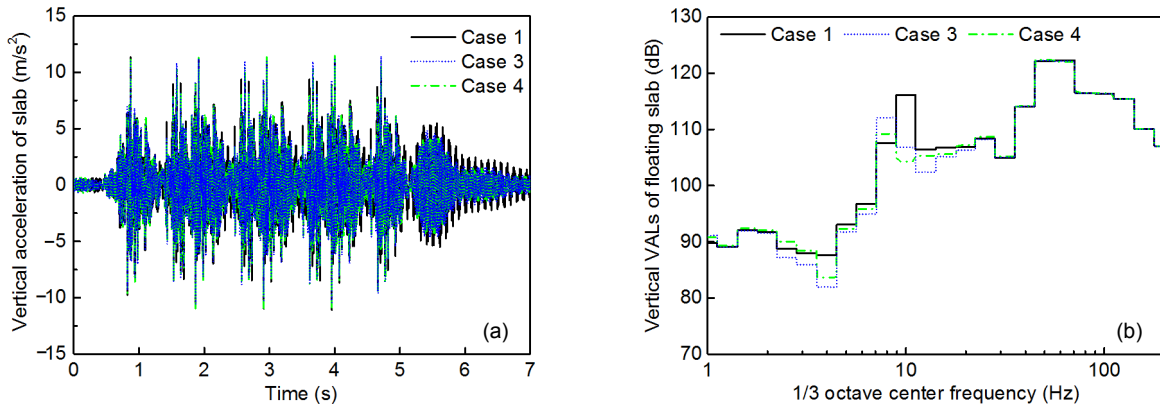 Vertical acceleration of slab (m/s²)
15
10
5
0
−5
−10
−15
Case 1
Case 3
Case 4
(a)
0 1 2 3 4 5 6 7
Time (s)
Vertical VALs of floating slab (dB)
130
120
110
100
90
80
70
Case 1 Case 3 Case 4
(b)
1 10 100
1/3 octave center frequency (Hz)